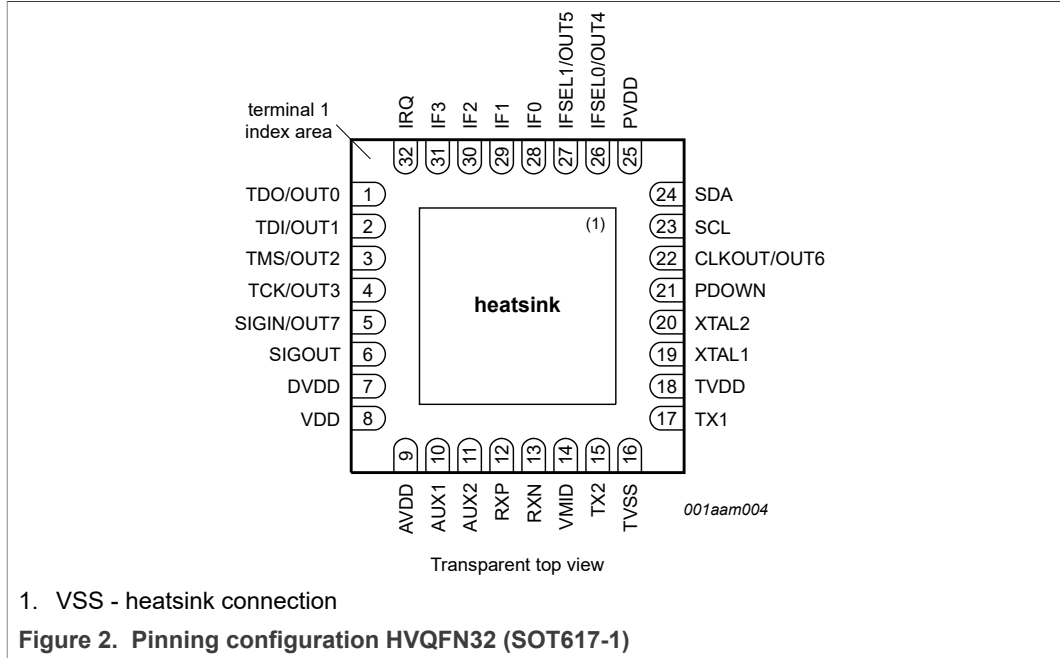 terminal 1
index area
IRQ
IF3
IF2
IF1
IF0
IFSEL1/OUT5
IFSEL0/OUT4
PVDD
32 31 30 29 28 27 26 25
TDO/OUT0 1
TDI/OUT1 2
TMS/OUT2 3
TCK/OUT3 4
SIGIN/OUT7 5
SIGOUT 6
DVDD 7
VDD 8
(1)
heatsink
24 SDA
23 SCL
22 CLKOUT/OUT6
21 PDOWN
20 XTAL2
19 XTAL1
18 TVDD
17 TX1
9 10 11 12 13 14 15 16
AVDD
AUX1
AUX2
RXP
RXN
VMID
TX2
TVSS
001aam004
Transparent top view
1. VSS - heatsink connection
Figure 2. Pinning configuration HVQFN32 (SOT617-1)